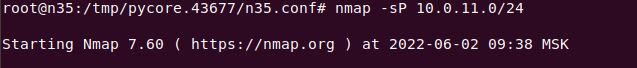 root@n35:/tmp/pycore.43677/n35.conf# nmap -sP 10.0.11.0/24
Starting Nmap 7.60 ( https://nmap.org ) at 2022-06-02 09:38 MSK